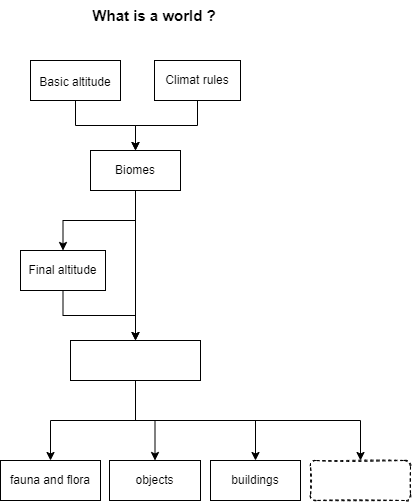 What is a world ?
Basic altitude
Climat rules
Biomes
Final altitude
fauna and flora
objects
buildings